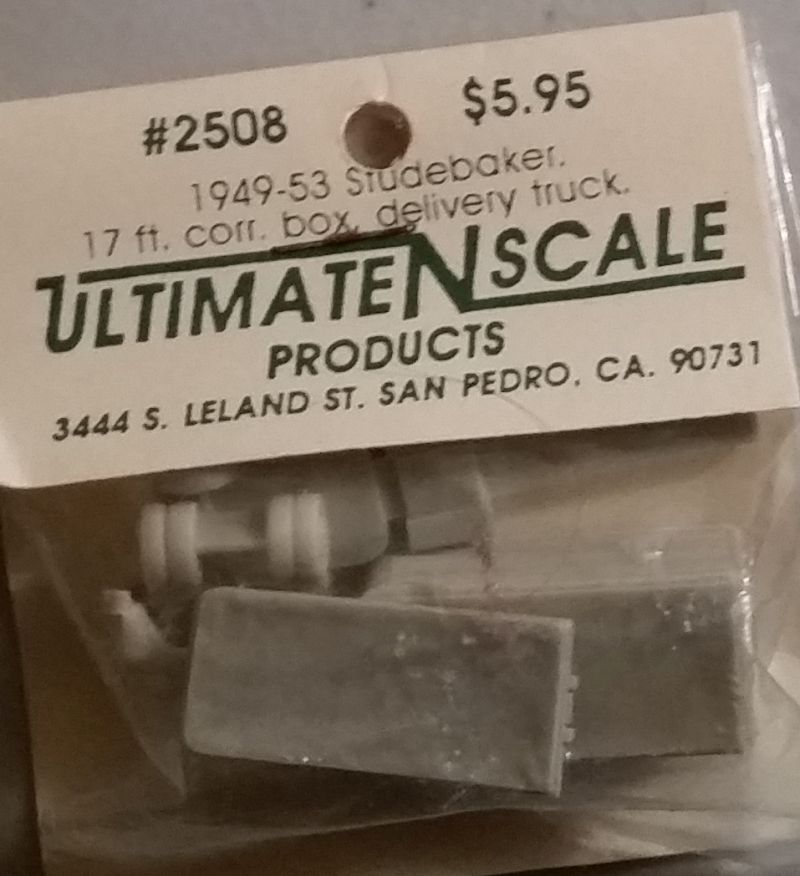 #2508 $5.95
1949-53 Studebaker.
17 ft. corr. box, delivery truck.
ULTIMATE N SCALE
PRODUCTS
3444 S. LELAND ST. SAN PEDRO, CA. 90731